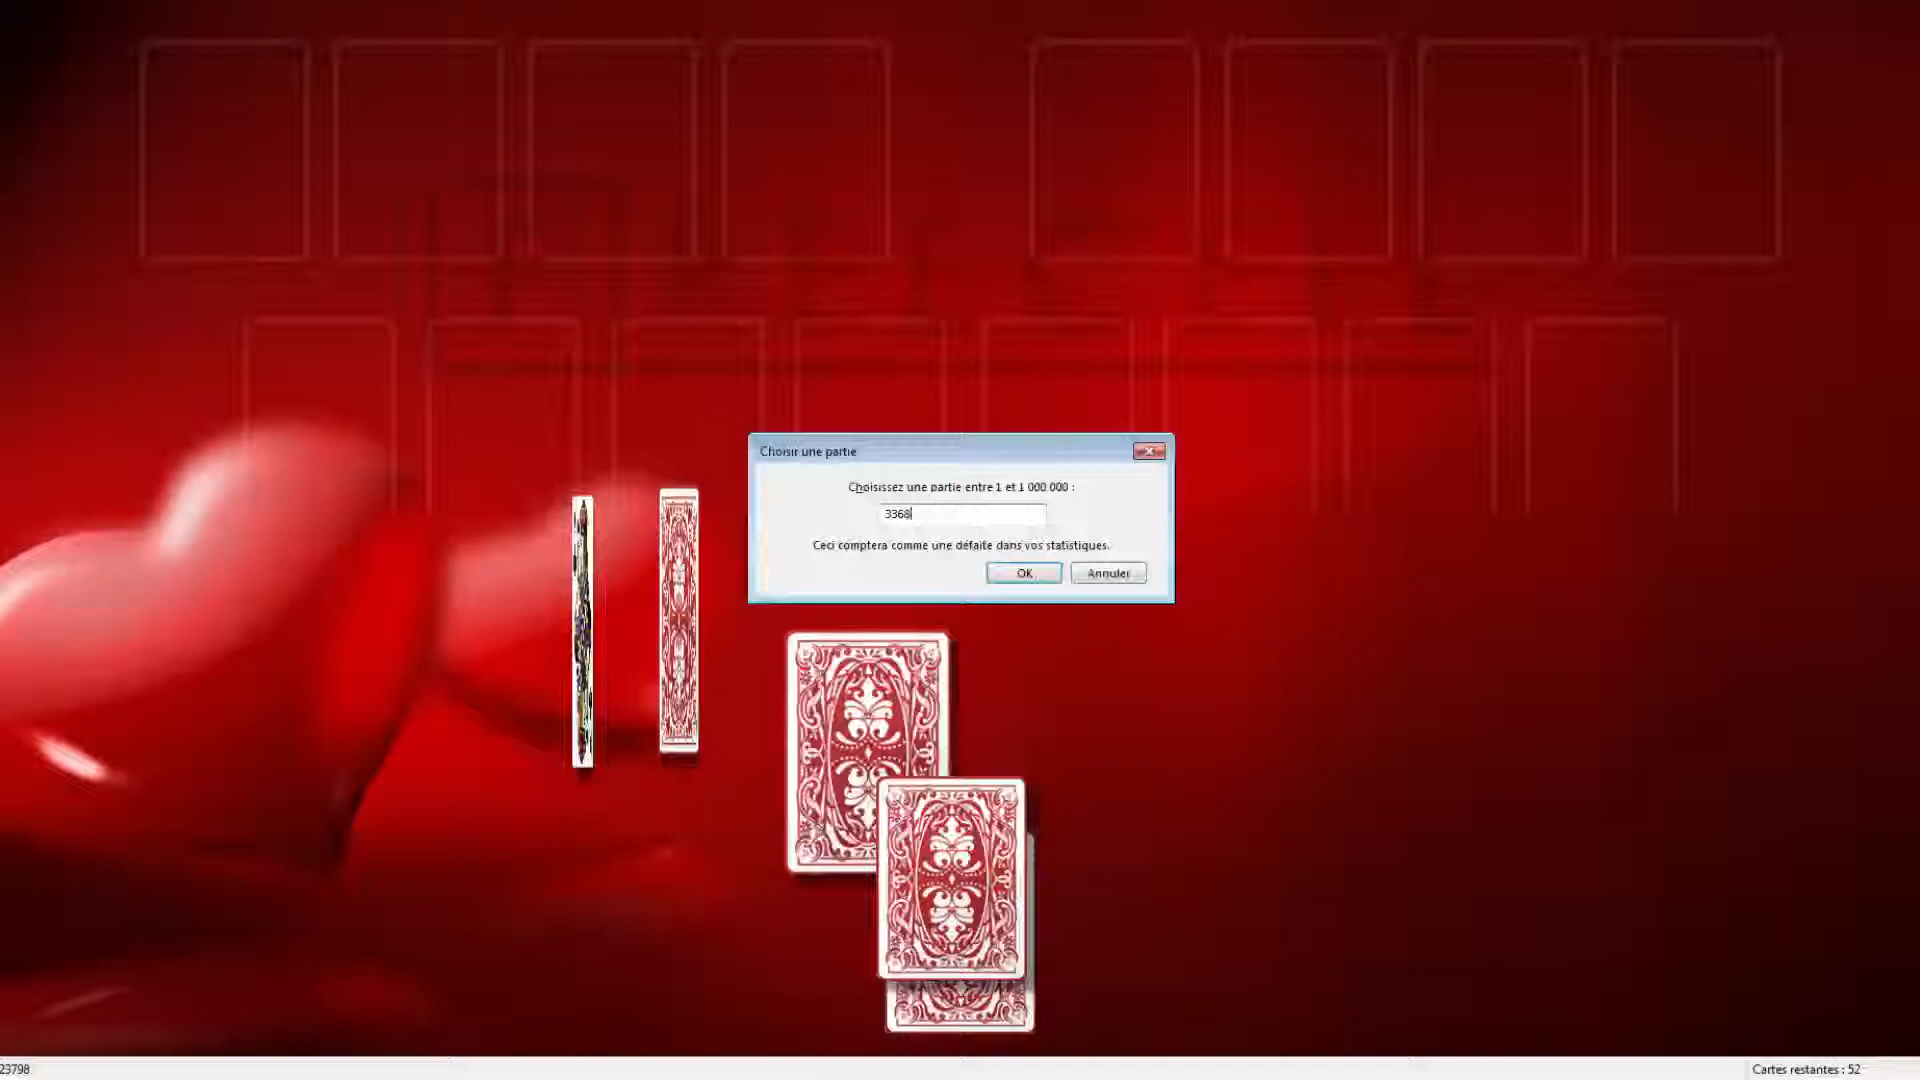 Choisir une partie
Choisissez une partie entre 1 et 1 000 000 :
3368
Ceci comptera comme une défaite dans vos statistiques.
OK
Annuler
23798
Cartes restantes : 52